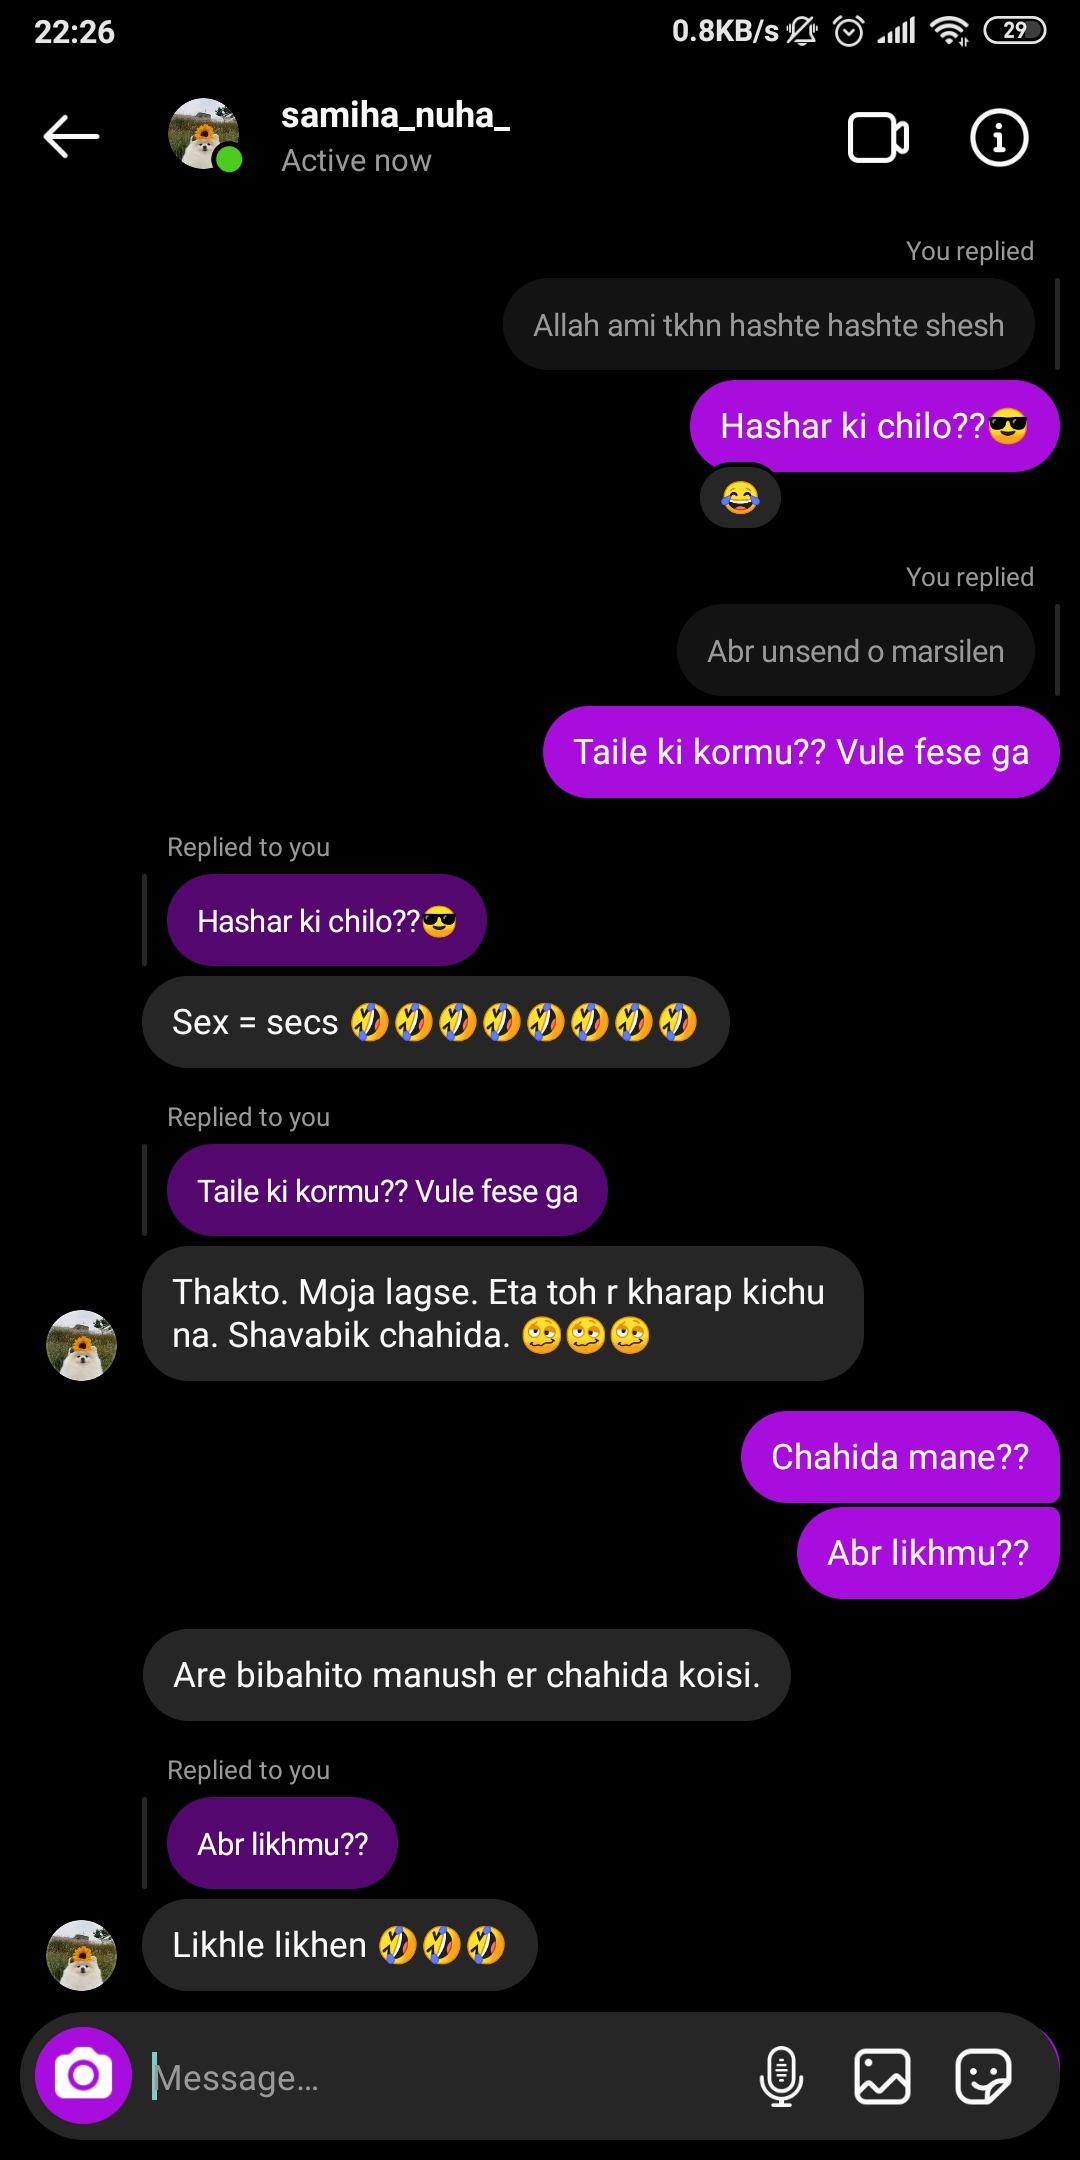 22:26
0.8KB/s
29
samiha_nuha_
Active now
You replied
Allah ami tkhn hashte hashte shesh
Hashar ki chilo??😎
😂
You replied
Abr unsend o marsilen
Taile ki kormu?? Vule fese ga
Replied to you
Hashar ki chilo??😎
Sex = secs 🤣🤣🤣🤣🤣🤣🤣🤣
Replied to you
Taile ki kormu?? Vule fese ga
Thakto. Moja lagse. Eta toh r kharap kichu
na. Shavabik chahida. 🥴🥴🥴
Chahida mane??
Abr likhmu??
Are bibahito manush er chahida koisi.
Replied to you
Abr likhmu??
Likhle likhen 🤣🤣🤣
Message...